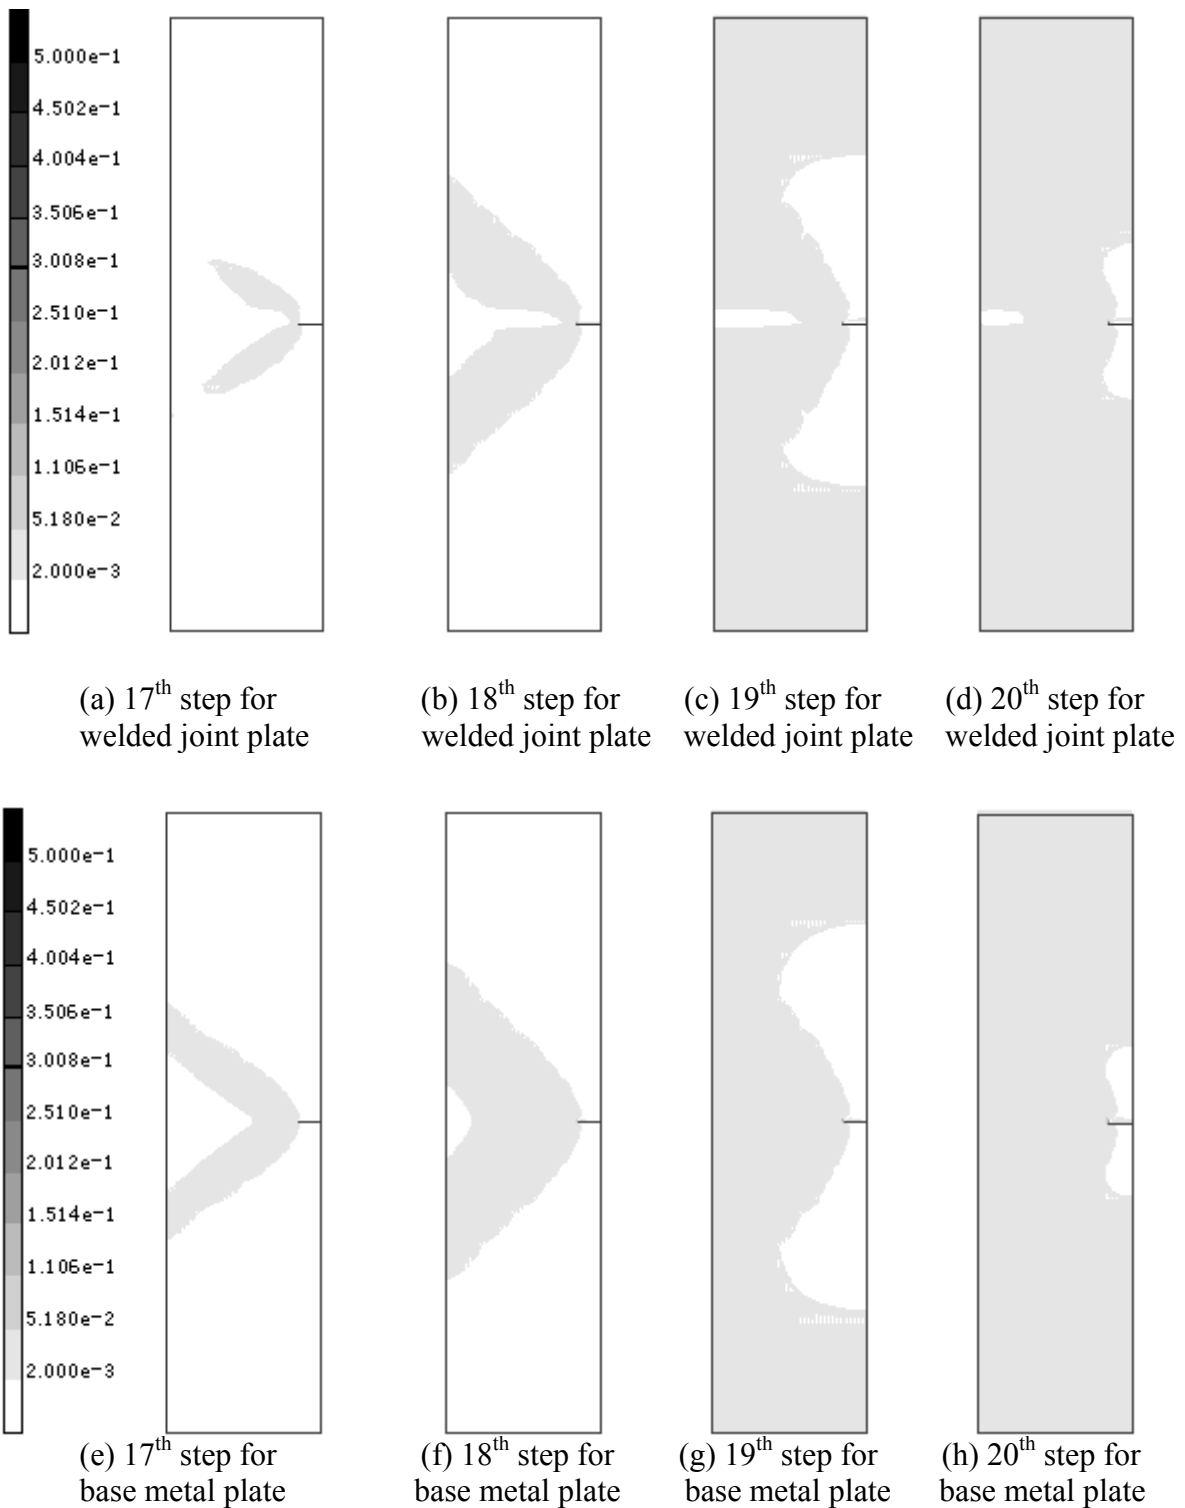 5.000e-1
4.502e-1
4.004e-1
3.506e-1
3.008e-1
2.510e-1
2.012e-1
1.514e-1
1.106e-1
5.180e-2
2.000e-3
(a) 17th step for
welded joint plate
(b) 18th step for
welded joint plate
(c) 19th step for
welded joint plate
(d) 20th step for
welded joint plate
5.000e-1
4.502e-1
4.004e-1
3.506e-1
3.008e-1
2.510e-1
2.012e-1
1.514e-1
1.106e-1
5.180e-2
2.000e-3
(e) 17th step for
base metal plate
(f) 18th step for
base metal plate
(g) 19th step for
base metal plate
(h) 20th step for
base metal plate